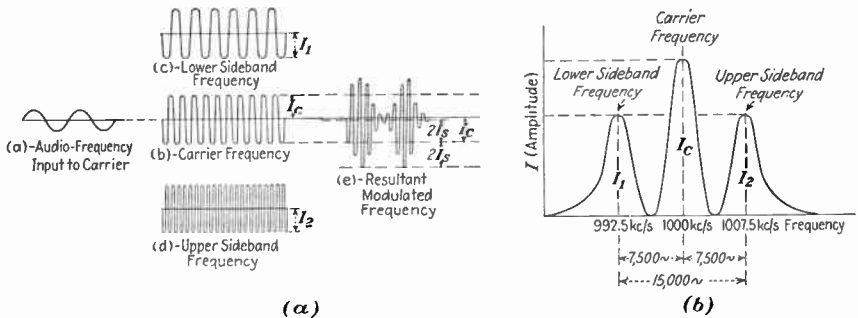 I1
(c)-Lower Sideband
Frequency
(a)-Audio-Frequency
Input to Carrier
Ic
(b)-Carrier Frequency
I2
(d)-Upper Sideband
Frequency
2Is
Ic
2Is
(e)-Resultant
Modulated
Frequency
(a)
Carrier
Frequency
Lower Sideband
Frequency
Upper Sideband
Frequency
I (Amplitude)
I1
Ic
I2
992.5kc/s 1000kc/s 1007.5kc/s Frequency
7,500~ 7,500~
15,000~
(b)